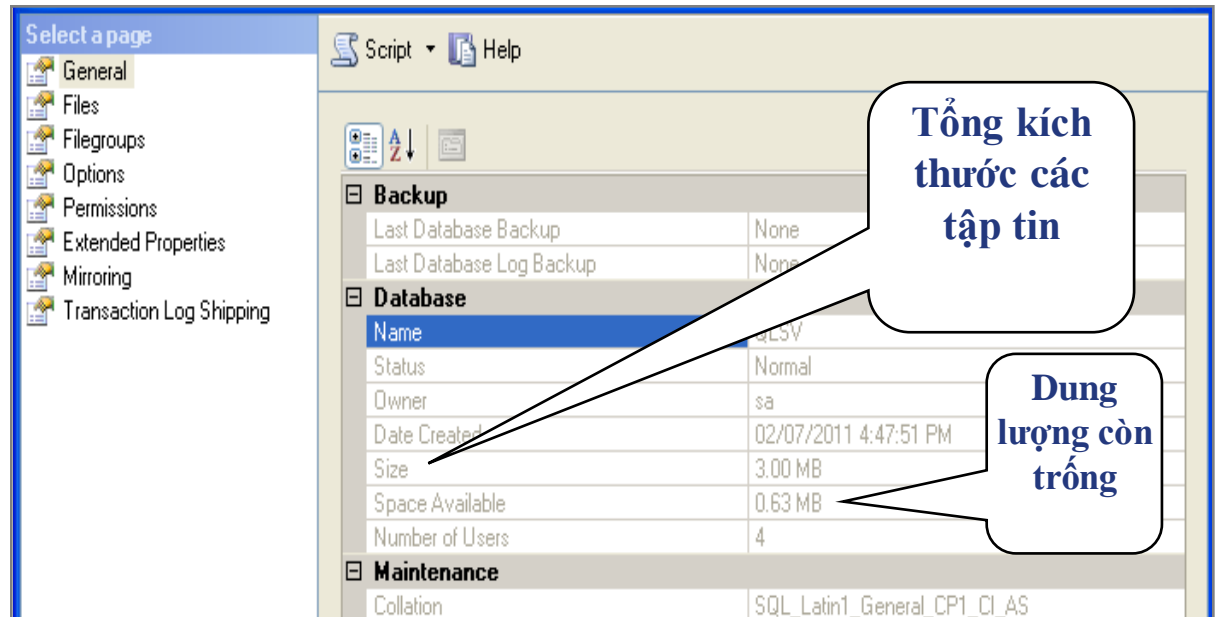 Select a page
General
Files
Filegroups
Options
Permissions
Extended Properties
Mirroring
Transaction Log Shipping
Script Help
Backup
Last Database Backup None
Last Database Log Backup None
Database
Name QLSV
Status Normal
Owner sa
Date Created 02/07/2011 4:47:51 PM
Size 3.00 MB
Space Available 0.63 MB
Number of Users 4
Maintenance
Collation SQL_Latin1_General_CP1_CI_AS
Tổng kích
thước các
tập tin
Dung
lượng còn
trống